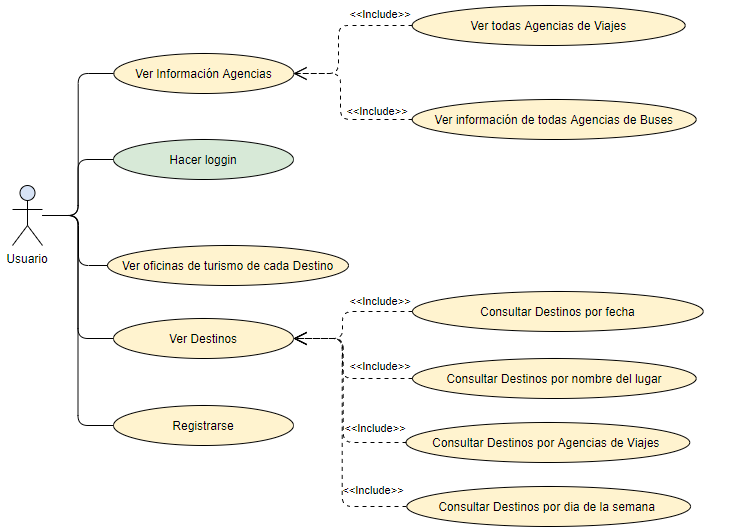 <<Include>>
Ver todas Agencias de Viajes
Ver Información Agencias
<<Include>>
Ver información de todas Agencias de Buses
Hacer loggin
Usuario
Ver oficinas de turismo de cada Destino
<<Include>>
Consultar Destinos por fecha
Ver Destinos
<<Include>>
Consultar Destinos por nombre del lugar
Registrarse
<<Include>>
Consultar Destinos por Agencias de Viajes
<<Include>>
Consultar Destinos por dia de la semana